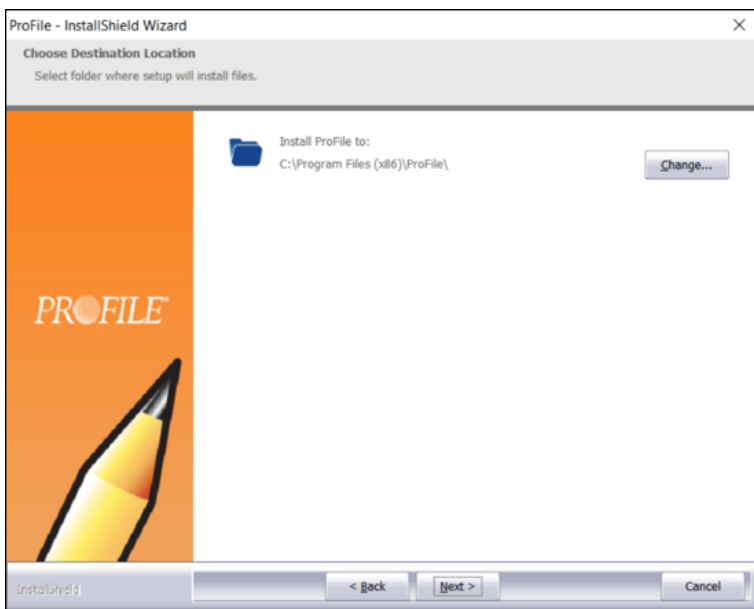 ProFile - InstallShield Wizard
Choose Destination Location
Select folder where setup will install files.
Install ProFile to:
C:\Program Files (x86)\ProFile\
Change...
PROFILE®
InstallShield
< Back
Next >
Cancel